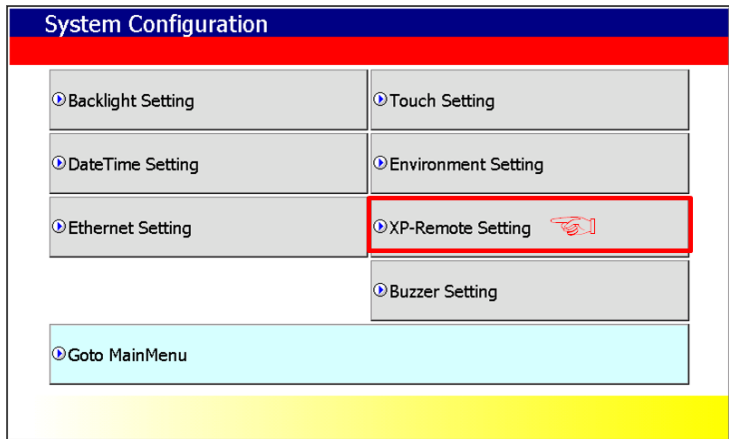 System Configuration
Backlight Setting
Touch Setting
DateTime Setting
Environment Setting
Ethernet Setting
XP-Remote Setting
Buzzer Setting
Goto MainMenu